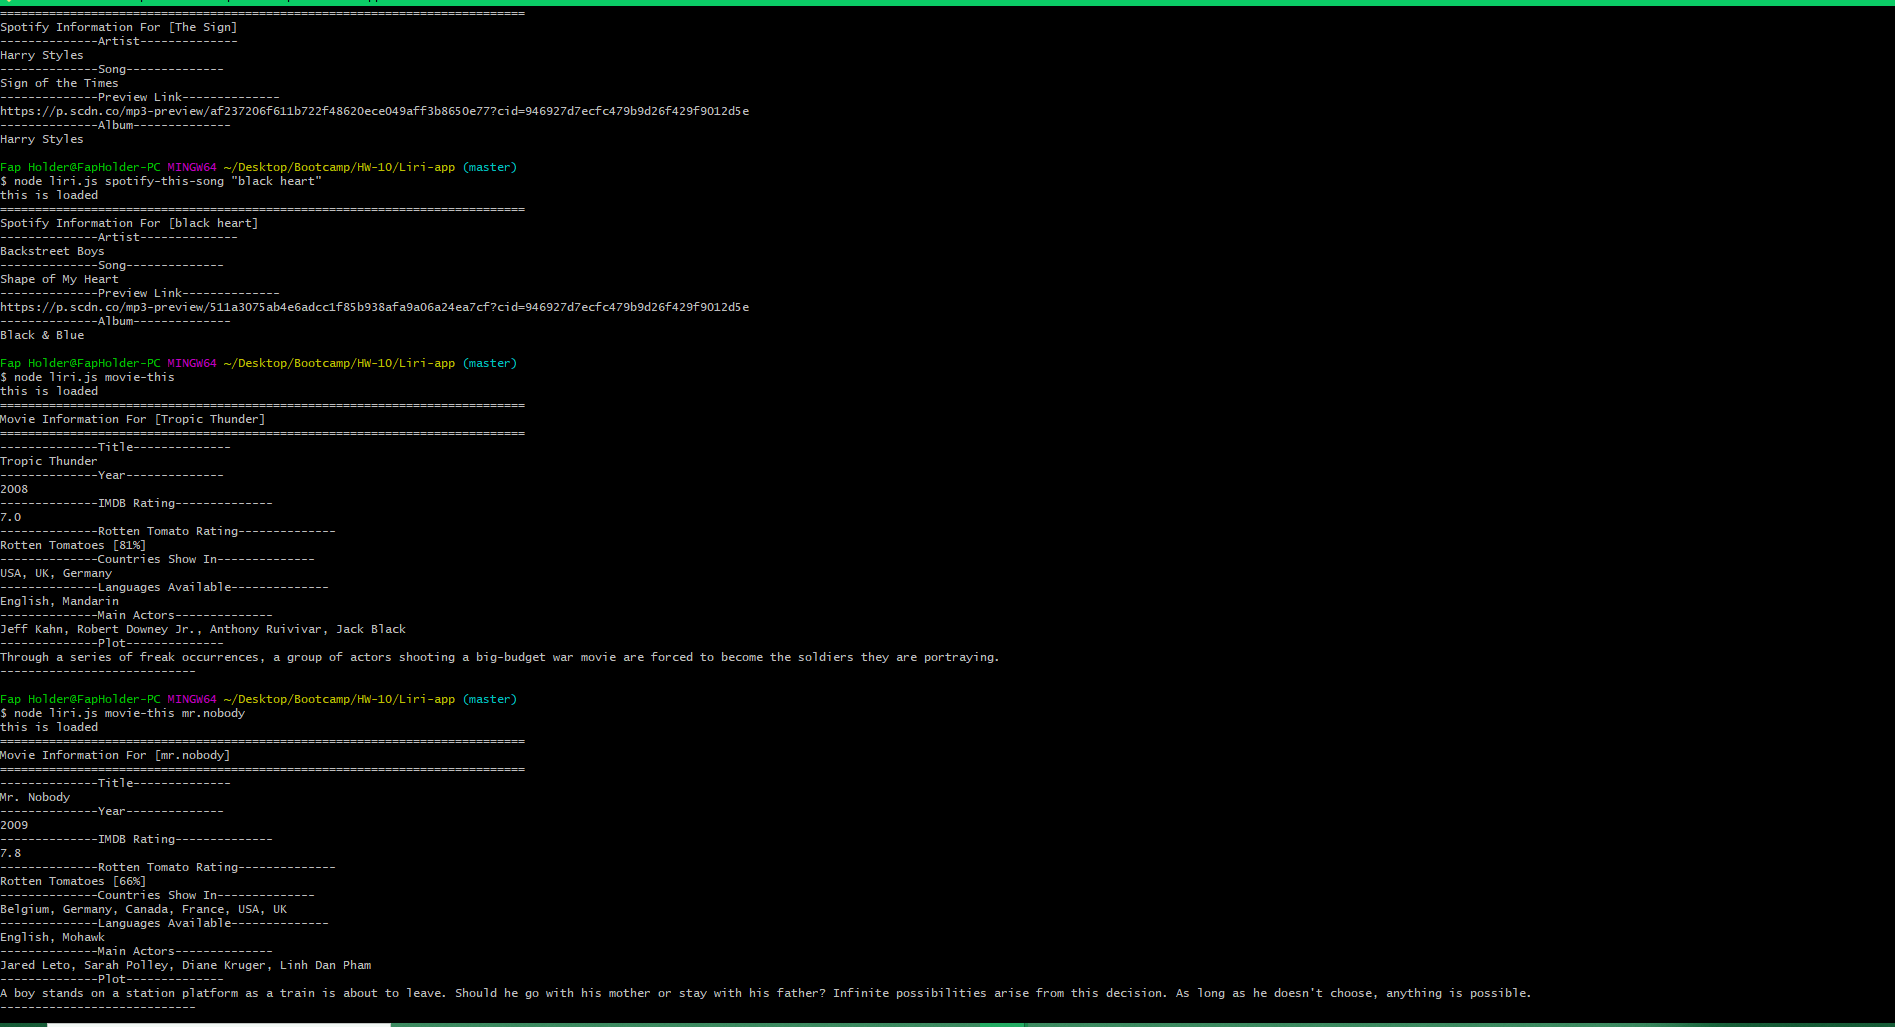 ===========================================================================
Spotify Information For [The Sign]
--------------Artist--------------
Harry Styles
--------------Song--------------
Sign of the Times
--------------Preview Link--------------
https://p.scdn.co/mp3-preview/af237206f611b722f48620ece049aff3b8650e77?cid=946927d7ecfc479b9d26f429f9012d5e
--------------Album--------------
Harry Styles
Fap Holder@FapHolder-PC MINGW64 ~/Desktop/Bootcamp/HW-10/Liri-app (master)
$ node liri.js spotify-this-song "black heart"
this is loaded
===========================================================================
Spotify Information For [black heart]
--------------Artist--------------
Backstreet Boys
--------------Song--------------
Shape of My Heart
--------------Preview Link--------------
https://p.scdn.co/mp3-preview/511a3075ab4e6adcc1f85b938afa9a06a24ea7cf?cid=946927d7ecfc479b9d26f429f9012d5e
--------------Album--------------
Black & Blue
Fap Holder@FapHolder-PC MINGW64 ~/Desktop/Bootcamp/HW-10/Liri-app (master)
$ node liri.js movie-this
this is loaded
===========================================================================
Movie Information For [Tropic Thunder]
===========================================================================
--------------Title--------------
Tropic Thunder
--------------Year--------------
2008
--------------IMDB Rating--------------
7.0
--------------Rotten Tomato Rating--------------
Rotten Tomatoes [81%]
--------------Countries Show In--------------
USA, UK, Germany
--------------Languages Available--------------
English, Mandarin
--------------Main Actors--------------
Jeff Kahn, Robert Downey Jr., Anthony Ruivivar, Jack Black
--------------Plot--------------
Through a series of freak occurrences, a group of actors shooting a big-budget war movie are forced to become the soldiers they are portraying.
----------------------------
Fap Holder@FapHolder-PC MINGW64 ~/Desktop/Bootcamp/HW-10/Liri-app (master)
$ node liri.js movie-this mr.nobody
this is loaded
===========================================================================
Movie Information For [mr.nobody]
===========================================================================
--------------Title--------------
Mr. Nobody
--------------Year--------------
2009
--------------IMDB Rating--------------
7.8
--------------Rotten Tomato Rating--------------
Rotten Tomatoes [66%]
--------------Countries Show In--------------
Belgium, Germany, Canada, France, USA, UK
--------------Languages Available--------------
English, Mohawk
--------------Main Actors--------------
Jared Leto, Sarah Polley, Diane Kruger, Linh Dan Pham
--------------Plot--------------
A boy stands on a station platform as a train is about to leave. Should he go with his mother or stay with his father? Infinite possibilities arise from this decision. As long as he doesn't choose, anything is possible.
----------------------------